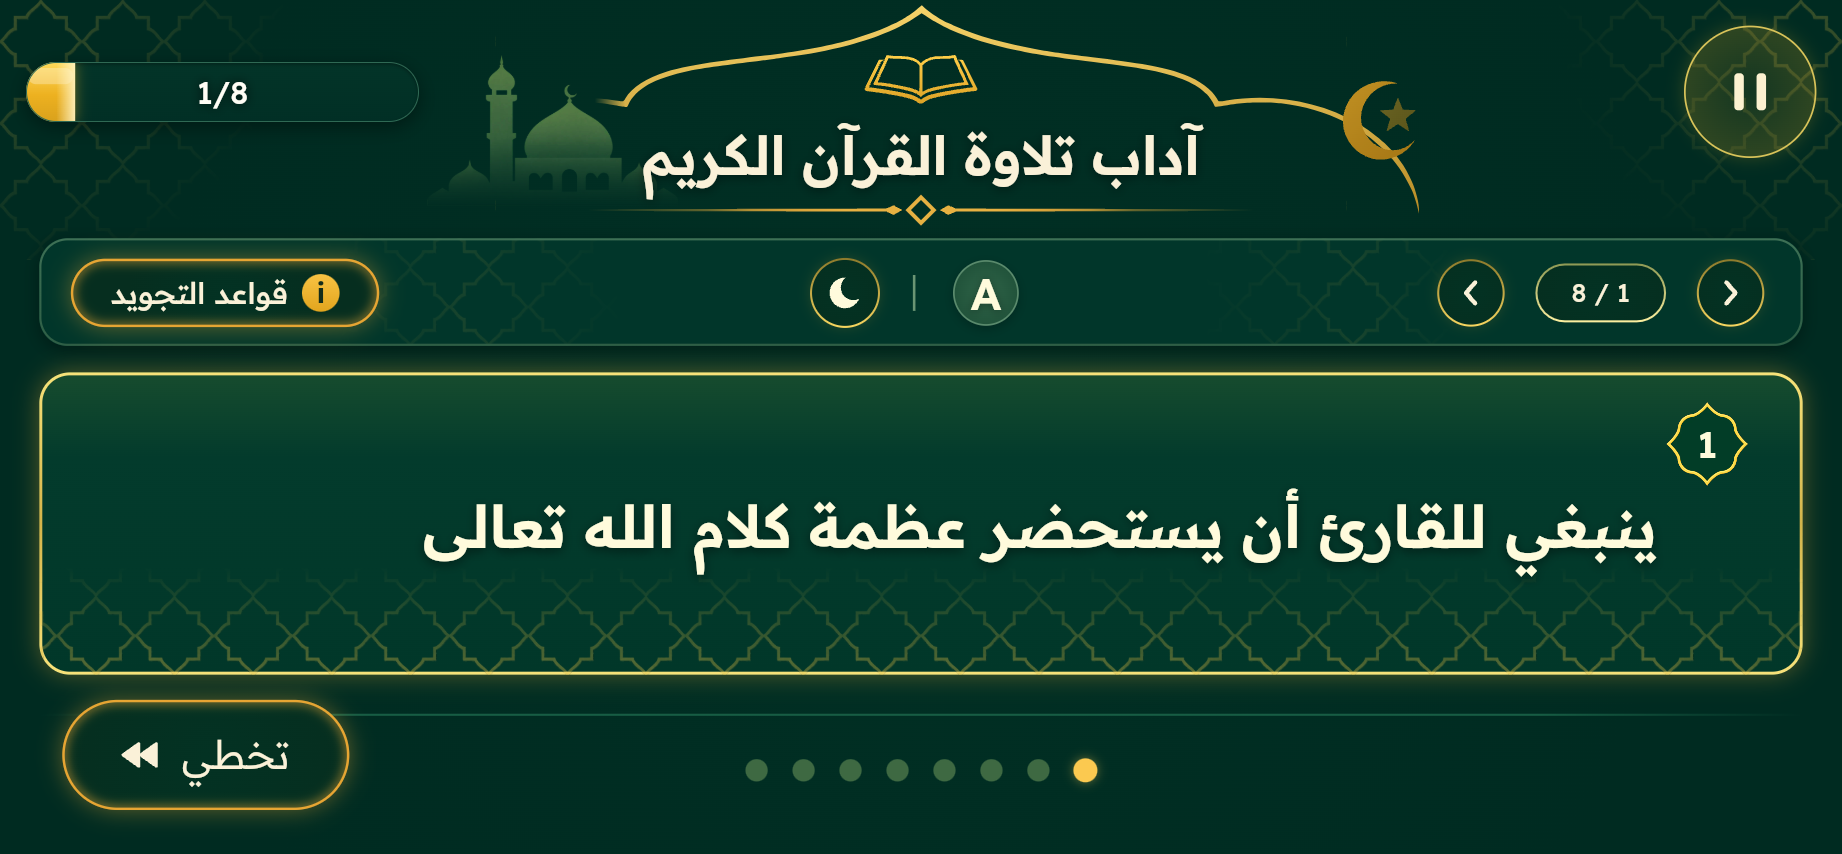 1/8
آداب تلاوة القرآن الكريم
8 / 1
A
قواعد التجويد i
1
ينبغي للقارئ أن يستحضر عظمة كلام الله تعالى
تخطي